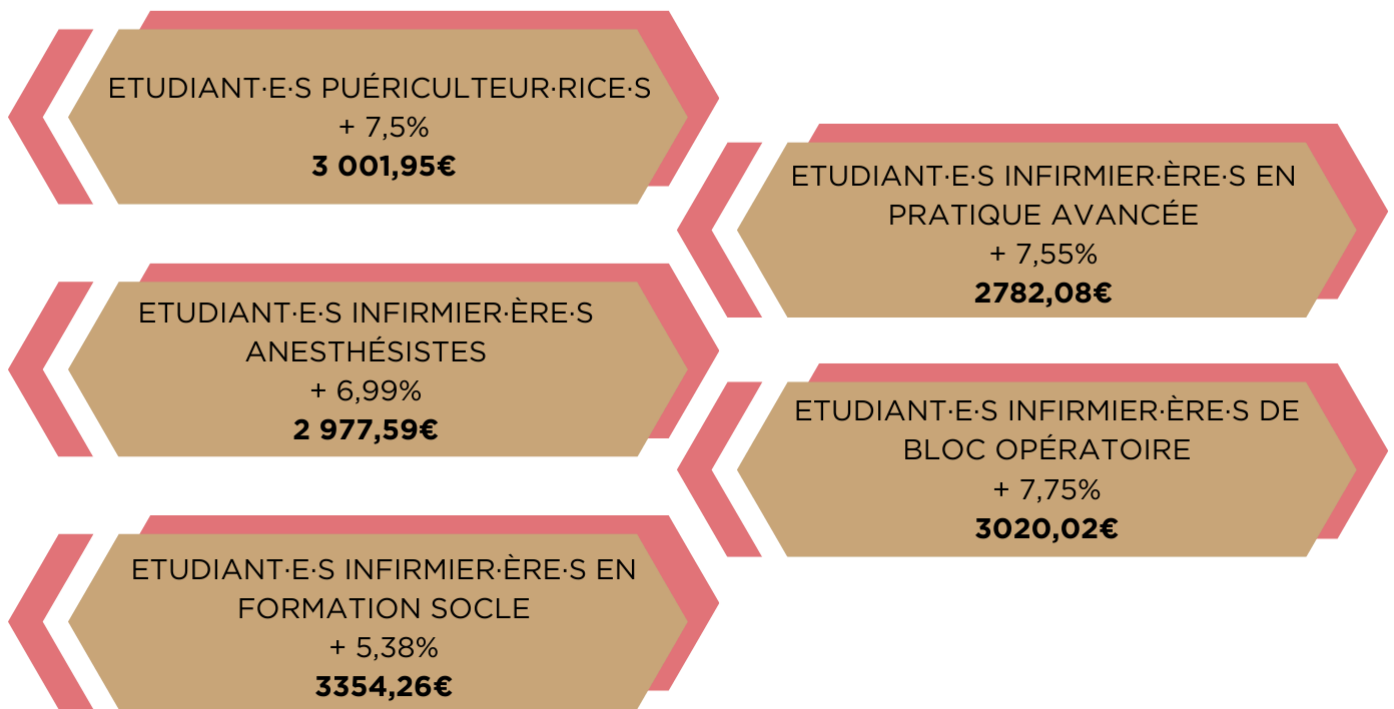 ETUDIANT·E·S PUÉRICULTEUR·RICE·S
+ 7,5%
3 001,95€
ETUDIANT·E·S INFIRMIER·ÈRE·S EN
PRATIQUE AVANCÉE
+ 7,55%
2782,08€
ETUDIANT·E·S INFIRMIER·ÈRE·S
ANESTHÉSISTES
+ 6,99%
2 977,59€
ETUDIANT·E·S INFIRMIER·ÈRE·S DE
BLOC OPÉRATOIRE
+ 7,75%
3020,02€
ETUDIANT·E·S INFIRMIER·ÈRE·S EN
FORMATION SOCLE
+ 5,38%
3354,26€